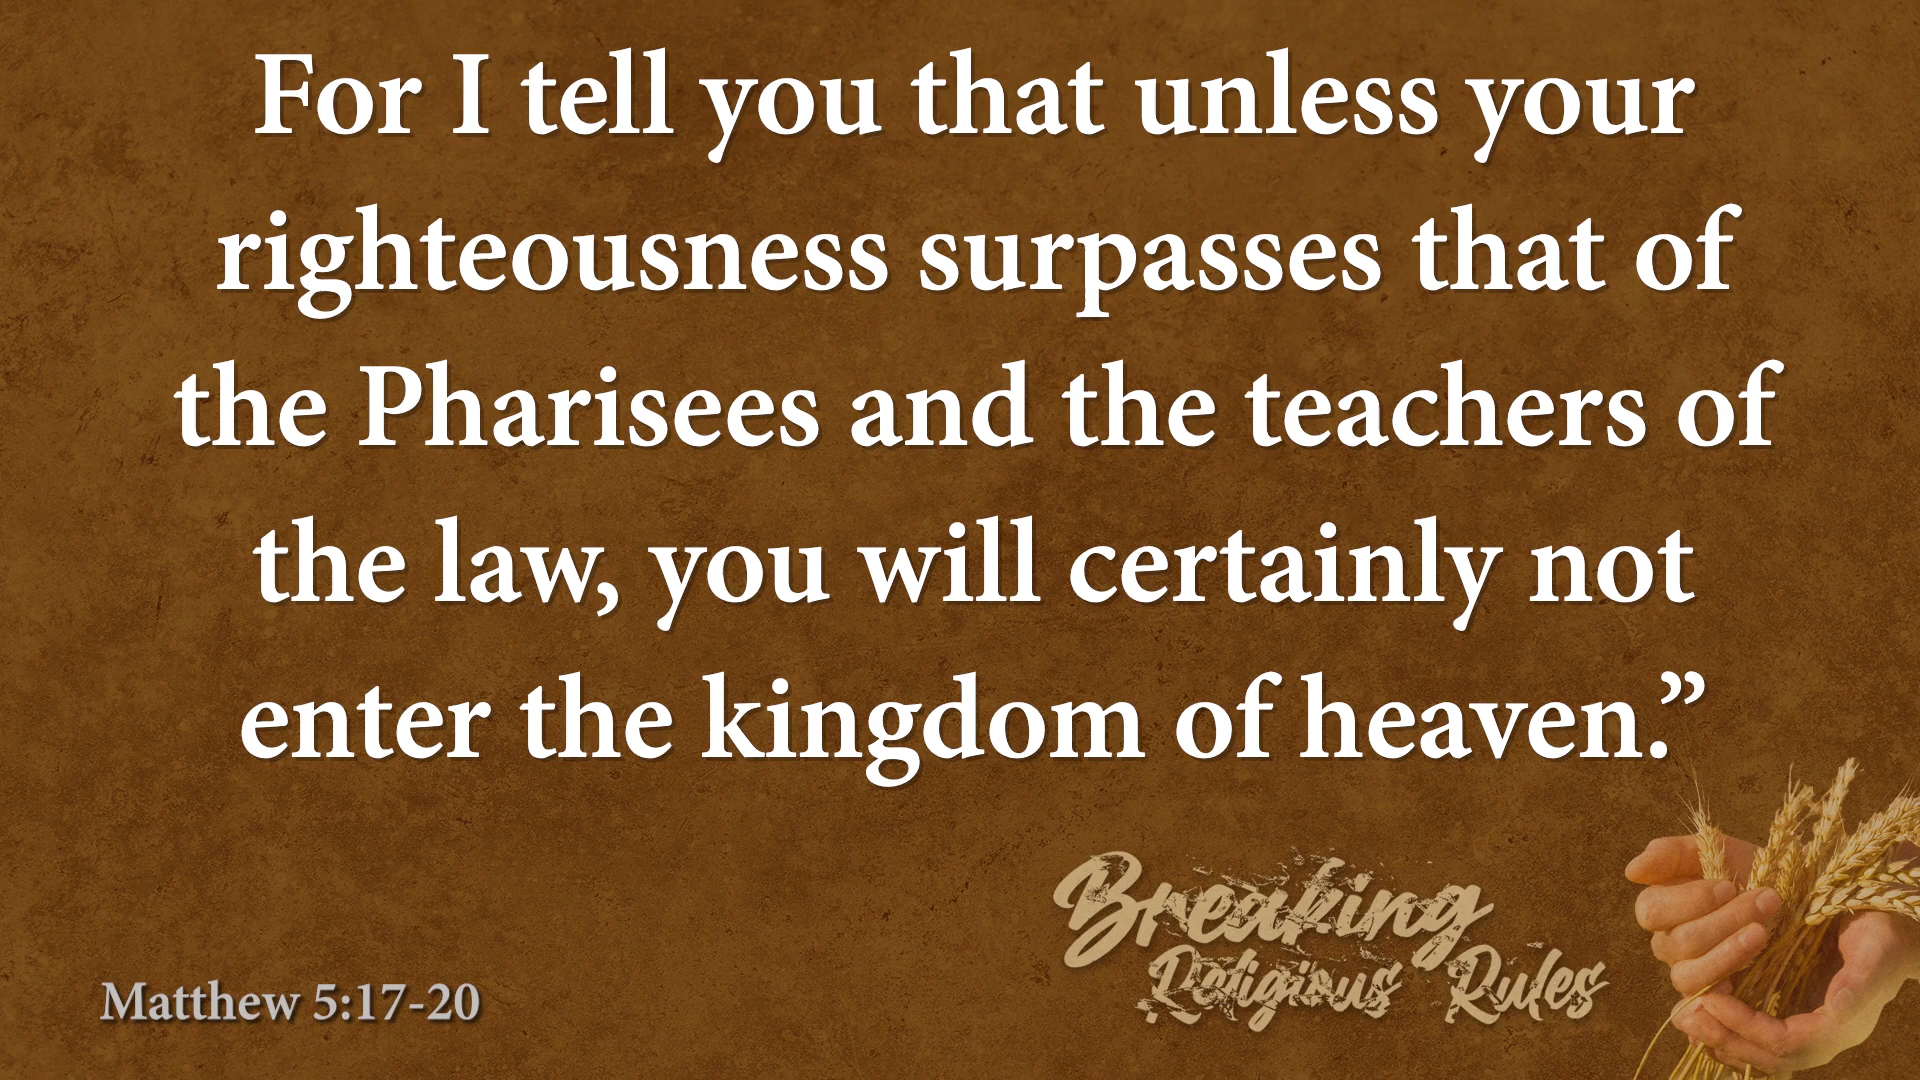 For I tell you that unless your
righteousness surpasses that of
the Pharisees and the teachers of
the law, you will certainly not
enter the kingdom of heaven.”
Breaking
Religious Rules
Matthew 5:17-20